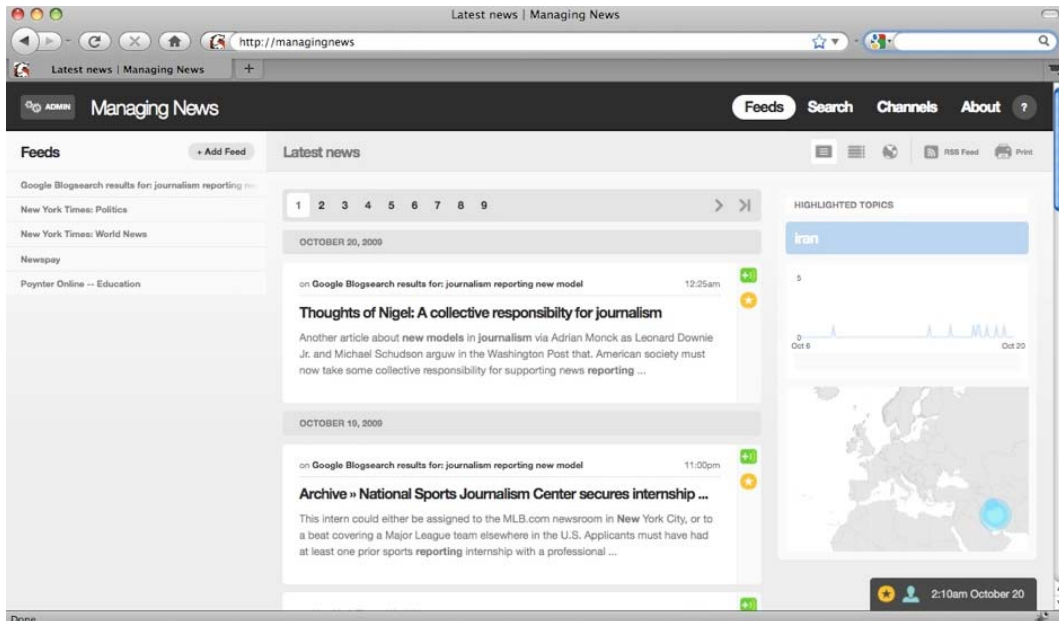 Latest news | Managing News
http://managingnews
Latest news | Managing News
+
ADMIN
Managing News
Feeds
Search
Channels
About
?
Feeds
+ Add Feed
Google Blogsearch results for: journalism reporting
New York Times: Politics
New York Times: World News
Newspay
Poynter Online -- Education
Latest news
RSS Feed
Print
1 2 3 4 5 6 7 8 9
OCTOBER 20, 2009
on Google Blogsearch results for: journalism reporting new model
12:25am
Thoughts of Nigel: A collective responsibilty for journalism
Another article about new models in journalism via Adrian Monck as Leonard Downie
Jr. and Michael Schudson arguw in the Washington Post that. American society must
now take some collective responsibility for supporting news reporting ...
OCTOBER 19, 2009
on Google Blogsearch results for: journalism reporting new model
11:00pm
Archive » National Sports Journalism Center secures internship ...
This intern could either be assigned to the MLB.com newsroom in New York City, or to
a beat covering a Major League team elsewhere in the U.S. Applicants must have had
at least one prior sports reporting internship with a professional ...
HIGHLIGHTED TOPICS
iran
5
0
Oct 6
Oct 20
2:10am October 20
Done